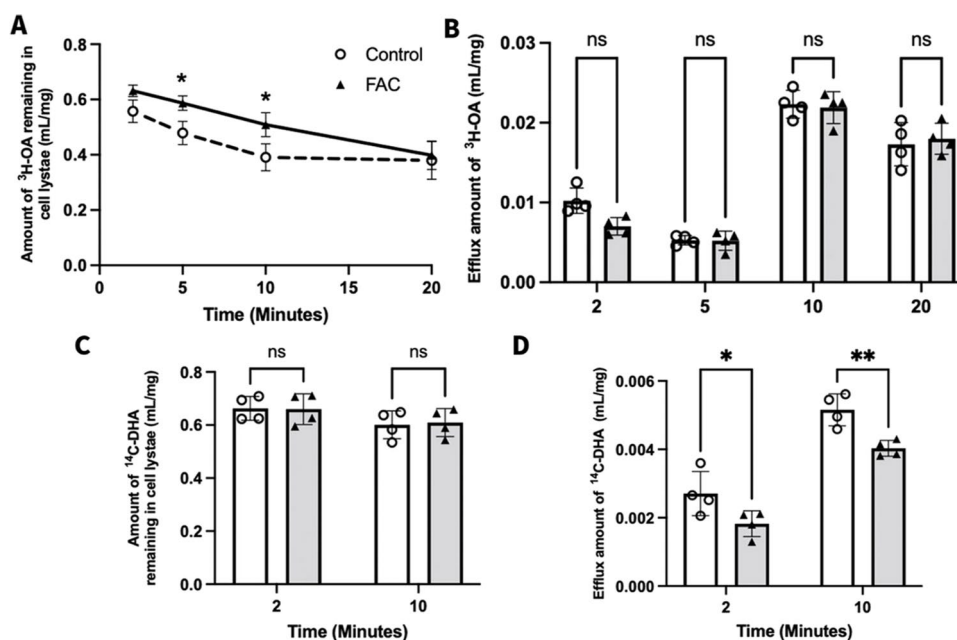 A
Amount of ³H-OA remaining in
cell lystae (mL/mg)
0.8
0.6
0.4
0.2
0.0
*
*
Control
FAC
0
5
10
15
20
Time (Minutes)
B
Efflux amount of ³H-OA (mL/mg)
0.03
0.02
0.01
0.00
ns
ns
ns
ns
2
5
10
20
C
Amount of ¹⁴C-DHA
remaining in cell lystae (mL/mg)
0.8
0.6
0.4
0.2
0.0
ns
ns
2
10
Time (Minutes)
D
Efflux amount of ¹⁴C-DHA (mL/mg)
0.006
0.004
0.002
0.000
*
**
2
10
Time (Minutes)